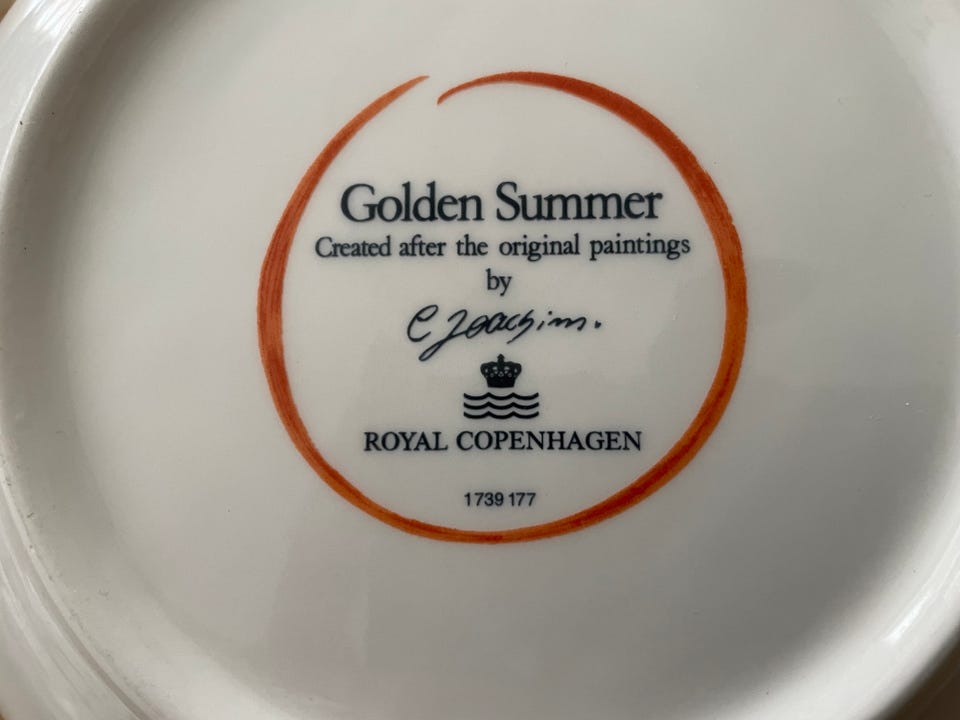 Golden Summer
Created after the original paintings
by
C Joachim.
ROYAL COPENHAGEN
1739 177